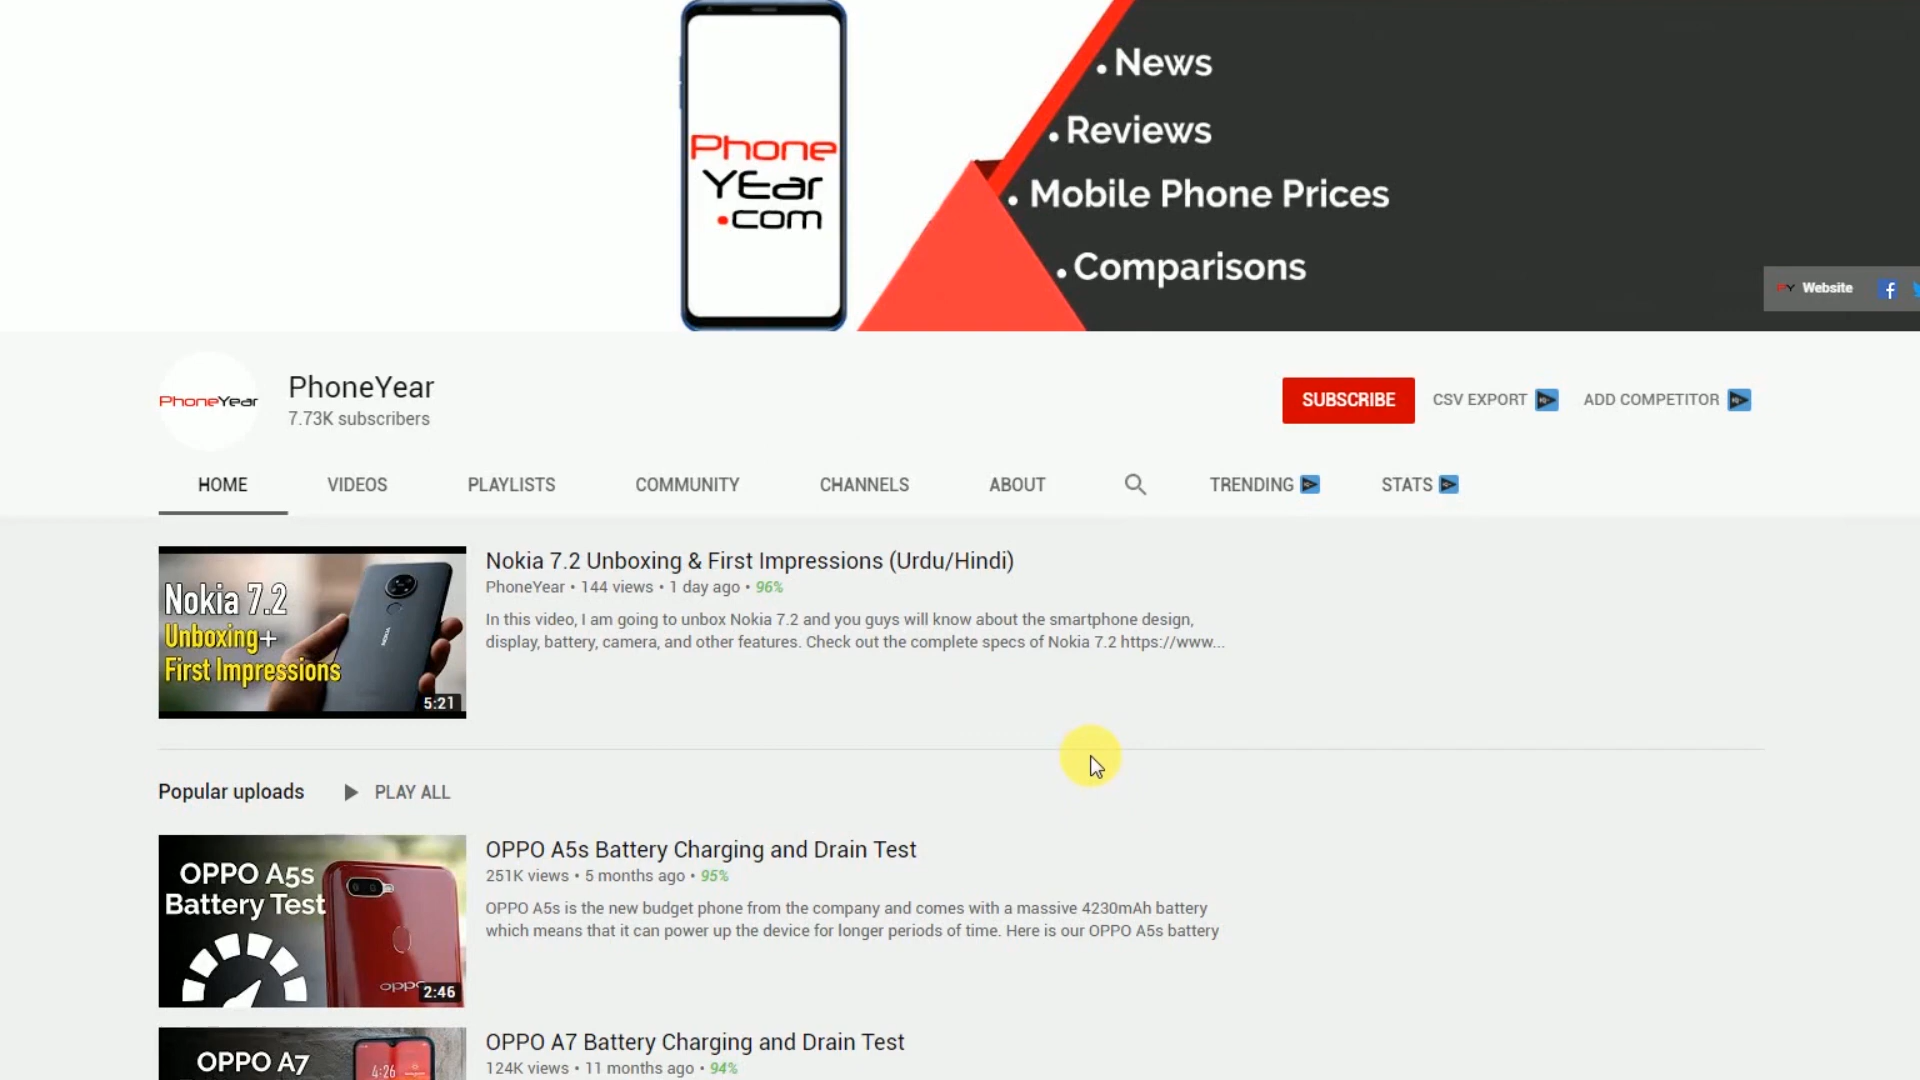 Phone
YEar
.com
• News
• Reviews
• Mobile Phone Prices
• Comparisons
PY Website
PhoneYear
PhoneYear
7.73K subscribers
SUBSCRIBE
CSV EXPORT
ADD COMPETITOR
HOME
VIDEOS
PLAYLISTS
COMMUNITY
CHANNELS
ABOUT
TRENDING
STATS
Nokia 7.2
Unboxing+
First Impressions
NOKIA
5:21
Nokia 7.2 Unboxing & First Impressions (Urdu/Hindi)
PhoneYear • 144 views • 1 day ago • 96%
In this video, I am going to unbox Nokia 7.2 and you guys will know about the smartphone design,
display, battery, camera, and other features. Check out the complete specs of Nokia 7.2 https://www...
Popular uploads
PLAY ALL
OPPO A5s
Battery Test
oppo
2:46
OPPO A5s Battery Charging and Drain Test
251K views • 5 months ago • 95%
OPPO A5s is the new budget phone from the company and comes with a massive 4230mAh battery
which means that it can power up the device for longer periods of time. Here is our OPPO A5s battery
OPPO A7
4:26
OPPO A7 Battery Charging and Drain Test
124K views • 11 months ago • 94%